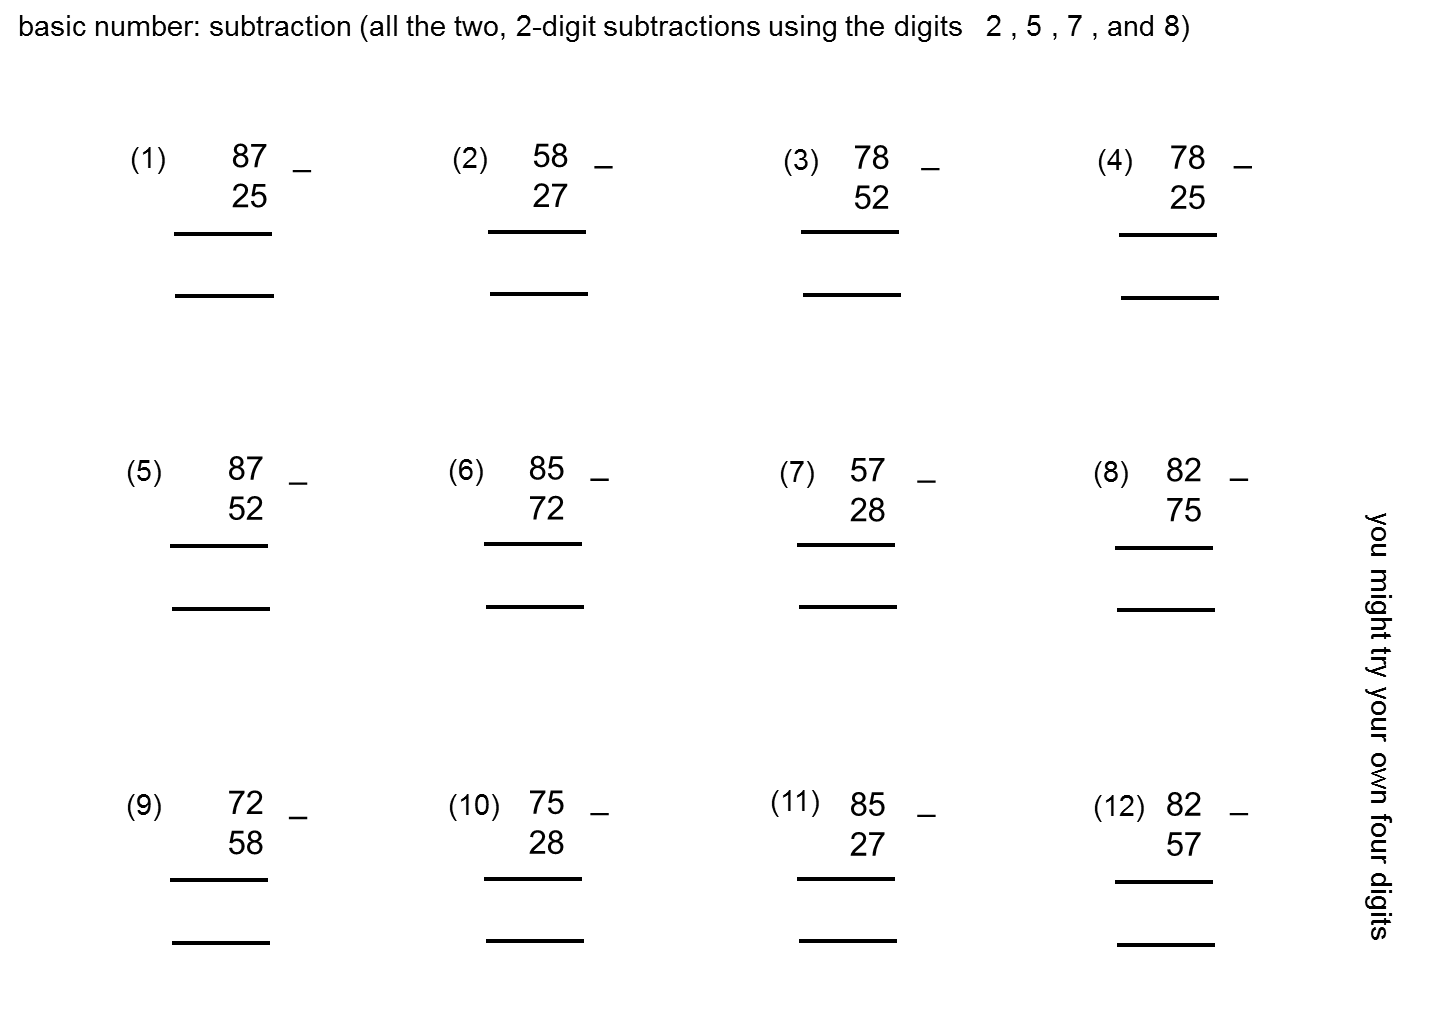 basic number: subtraction (all the two, 2-digit subtractions using the digits 2 , 5 , 7 , and 8)
(1) 87 _ (2) 58 _ (3) 78 _ (4) 78 _
25 27 52 25
(5) 87 _ (6) 85 _ (7) 57 _ (8) 82 _
52 72 28 75
(9) 72 _ (10) 75 _ (11) 85 _ (12) 82 _
58 28 27 57
you might try your own four digits